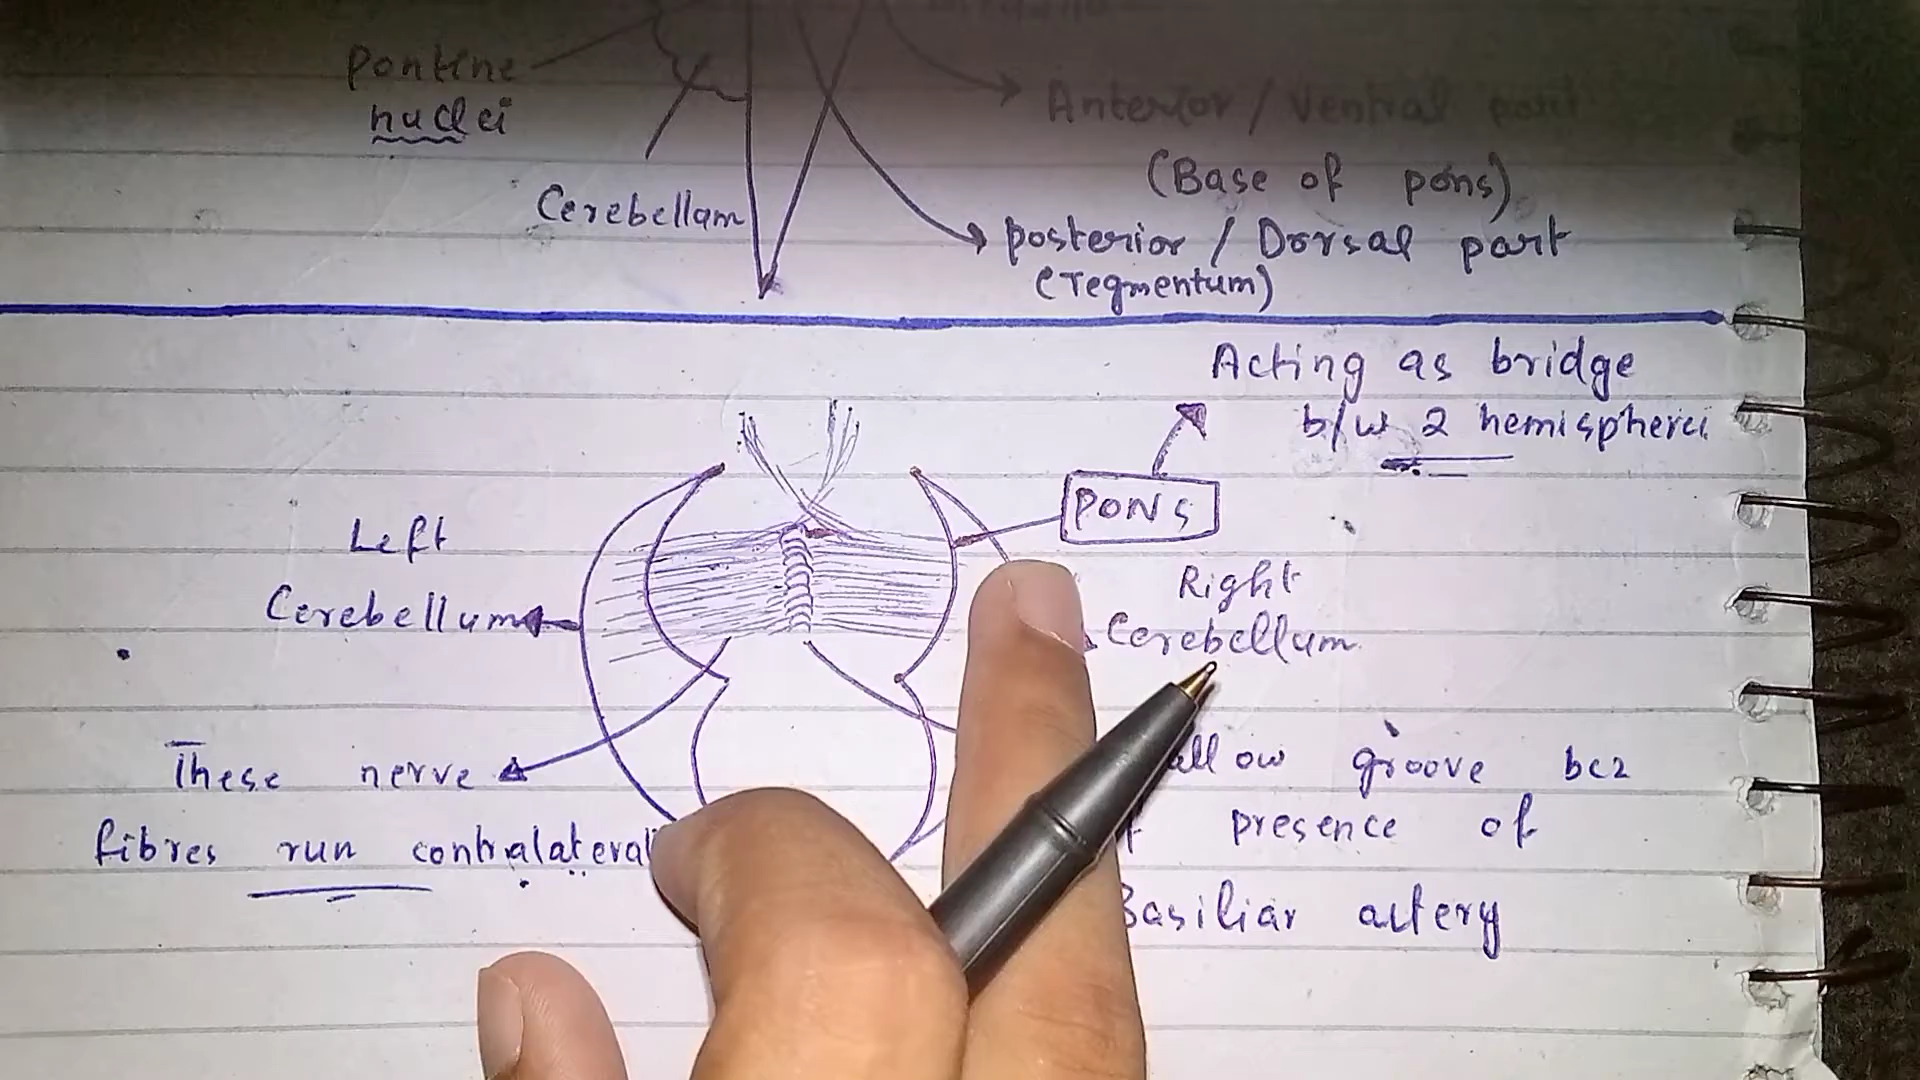 Pontine
nuclei
Anterior / Ventral part
(Base of pons)
Cerebellam
posterior / Dorsal part
(Tegmentum)
Acting as bridge
b/w 2 hemispherei
PONS
Left
Cerebellum
Right
Cerebellum
These nerve
fibres run contralateral
groove bcz
presence of
Basiliar artery